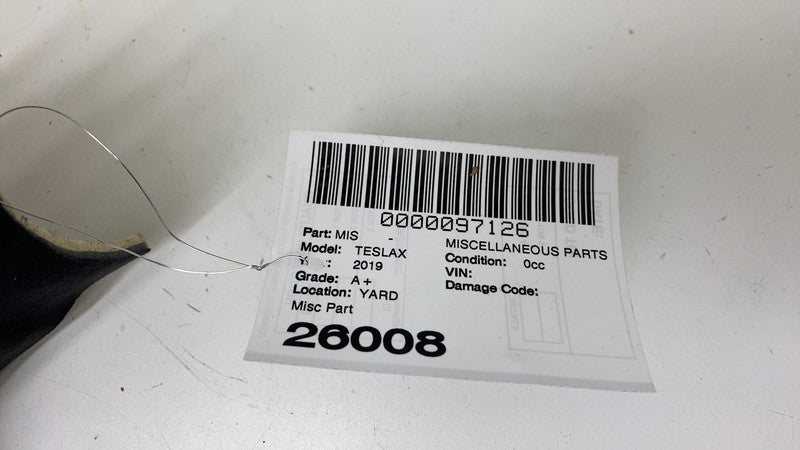 0000097126
Part: MIS - MISCELLANEOUS PARTS
Model: TESLAX Condition: 0cc
: 2019 VIN:
Grade: A+ Damage Code:
Location: YARD
Misc Part
26008